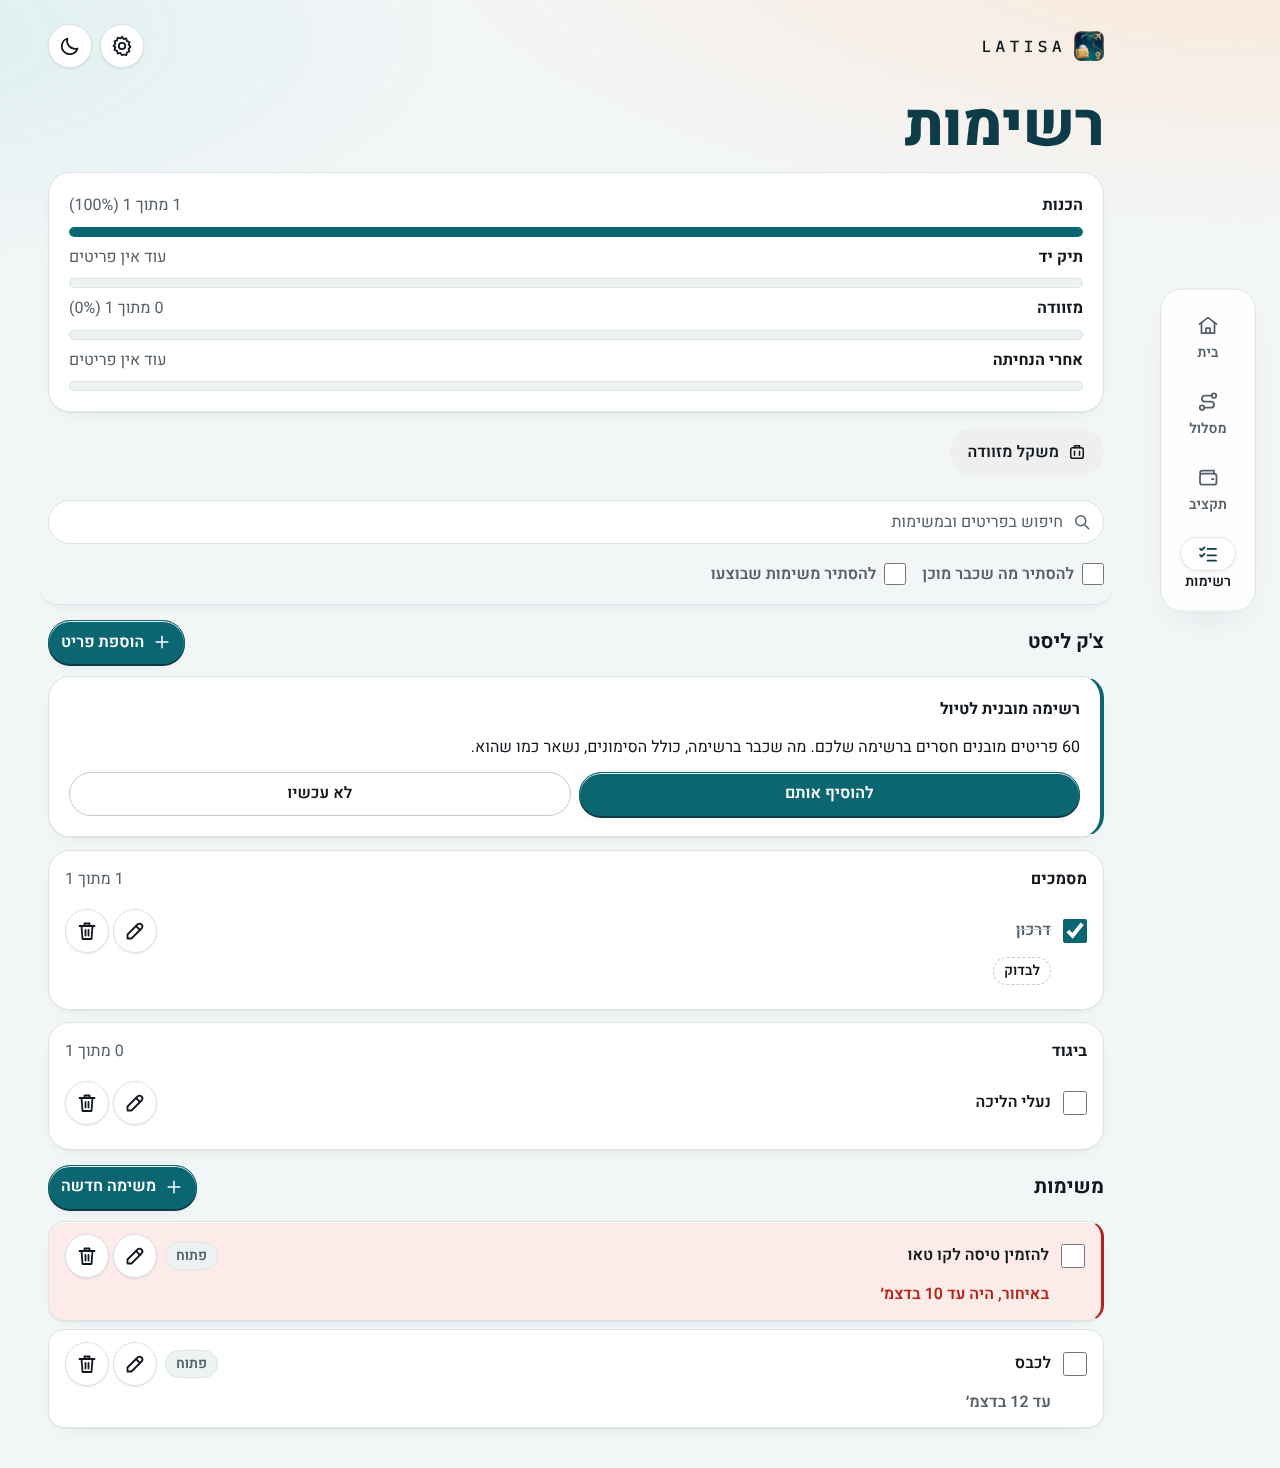 LATISA
רשימות
הכנות 1 מתוך 1 (100%)
תיק יד עוד אין פריטים
מזוודה 0 מתוך 1 (0%)
אחרי הנחיתה עוד אין פריטים
משקל מזוודה
חיפוש בפריטים ובמשימות
להסתיר מה שכבר מוכן להסתיר משימות שבוצעו
צ'ק ליסט הוספת פריט
רשימה מובנית לטיול
60 פריטים מובנים חסרים ברשימה שלכם. מה שכבר ברשימה, כולל הסימונים, נשאר כמו שהוא.
להוסיף אותם לא עכשיו
מסמכים 1 מתוך 1
דרכון
לבדוק
ביגוד 0 מתוך 1
נעלי הליכה
משימות משימה חדשה
להזמין טיסה לקו טאו פתוח
באיחור, היה עד 10 בדצמ׳
לכבס פתוח
עד 12 בדצמ׳
בית
מסלול
תקציב
רשימות